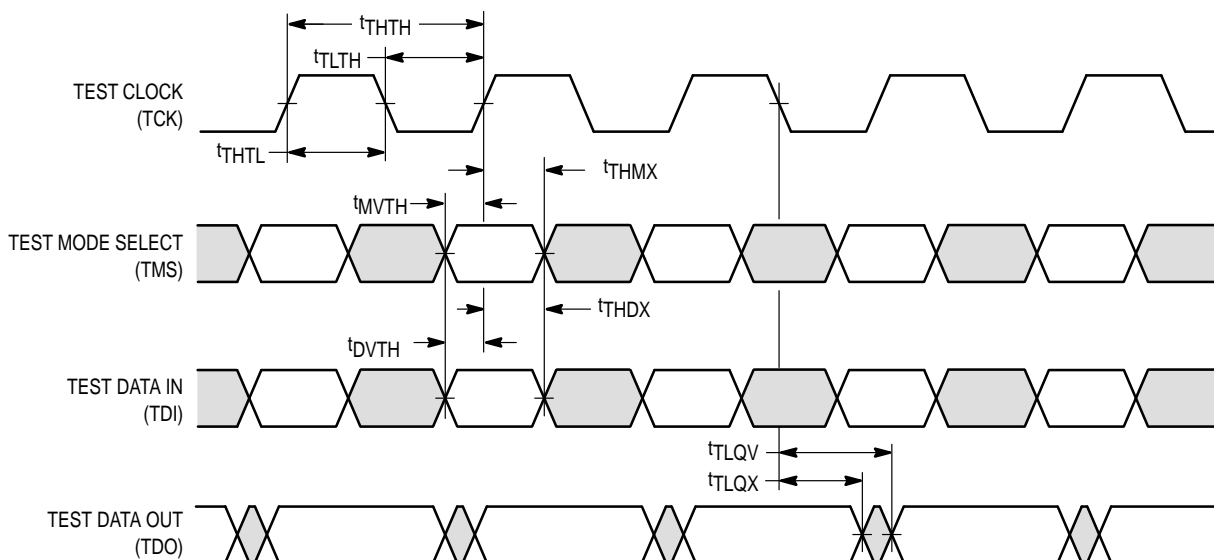 tTHTH
tTLTH
TEST CLOCK
(TCK)
tTHTL
tTHMX
tMVTH
TEST MODE SELECT
(TMS)
tTHDX
tDVTH
TEST DATA IN
(TDI)
tTLQV
tTLQX
TEST DATA OUT
(TDO)